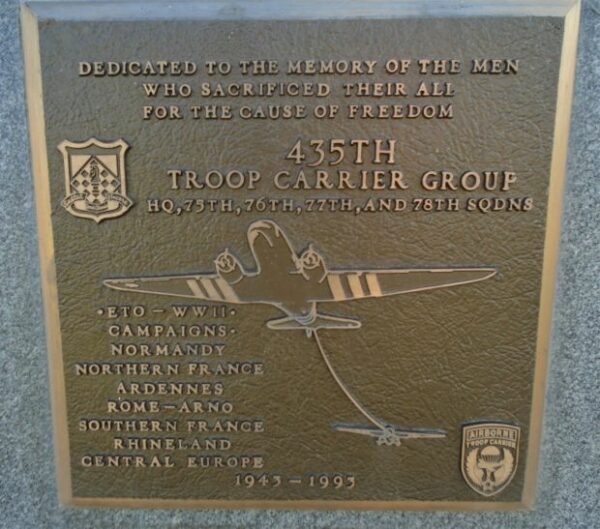 DEDICATED TO THE MEMORY OF THE MEN
WHO SACRIFICED THEIR ALL
FOR THE CAUSE OF FREEDOM
435TH
TROOP CARRIER GROUP
HQ, 75TH, 76TH, 77TH, AND 78TH SQDNS
·ETO – WWII·
CAMPAIGNS·
NORMANDY
NORTHERN FRANCE
ARDENNES
ROME–ARNO
SOUTHERN FRANCE
RHINELAND
CENTRAL EUROPE
1943 – 1993
AIRBORNE
TROOP CARRIER